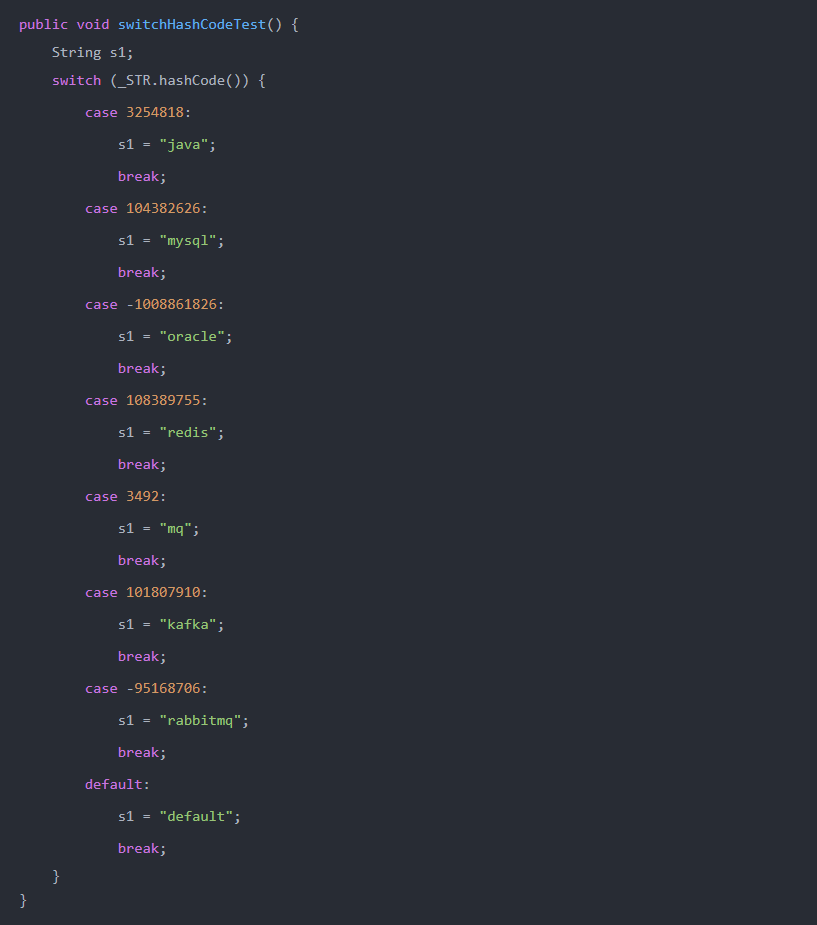 public void switchHashCodeTest() {
    String s1;
    switch (_STR.hashCode()) {
        case 3254818:
            s1 = "java";
            break;
        case 104382626:
            s1 = "mysql";
            break;
        case -1008861826:
            s1 = "oracle";
            break;
        case 108389755:
            s1 = "redis";
            break;
        case 3492:
            s1 = "mq";
            break;
        case 101807910:
            s1 = "kafka";
            break;
        case -95168706:
            s1 = "rabbitmq";
            break;
        default:
            s1 = "default";
            break;
    }
}